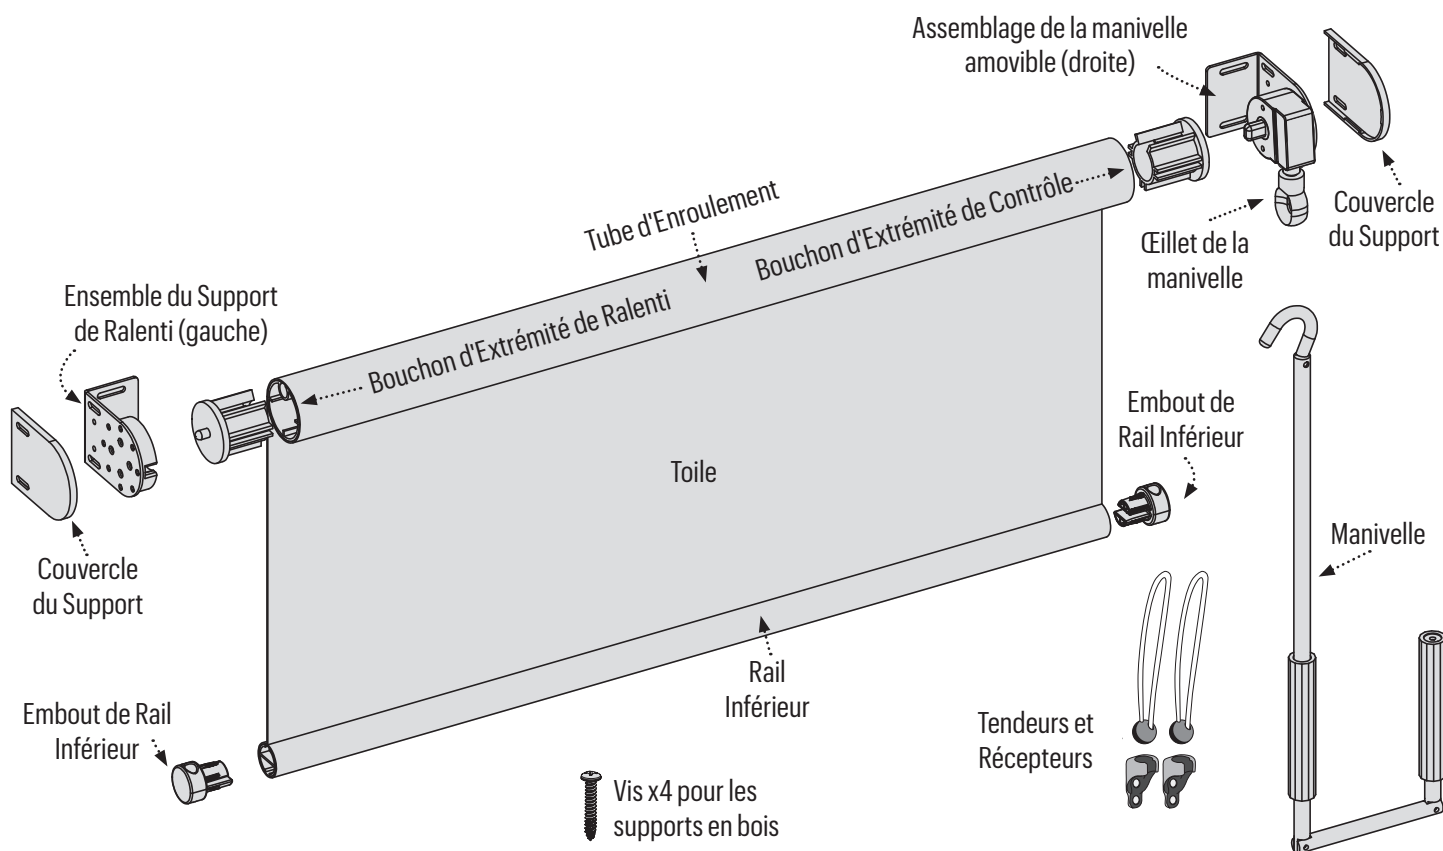 Assemblage de la manivelle
amovible (droite)
Couvercle
du Support
Œillet de la
manivelle
Tube d'Enroulement
Bouchon d'Extrémité de Contrôle
Bouchon d'Extrémité de Ralenti
Ensemble du Support
de Ralenti (gauche)
Couvercle
du Support
Toile
Embout de
Rail Inférieur
Manivelle
Rail
Inférieur
Embout de Rail
Inférieur
Tendeurs et
Récepteurs
Vis x4 pour les
supports en bois